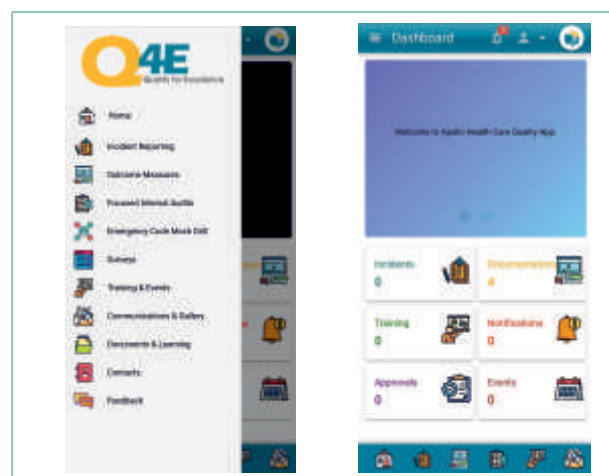 Q4E
Quality for Excellence
Home
Incident Reporting
Outcome Measures
Focused Internal Audits
Emergency Code Mock Drill
Surveys
Training & Events
Communications & Gallery
Documents & Learning
Contacts
Feedback
Dashboard
Welcome to Apollo Health Care Quality App
Incidents
0
4
Training
0
Notifications
0
Approvals
0
Events
0